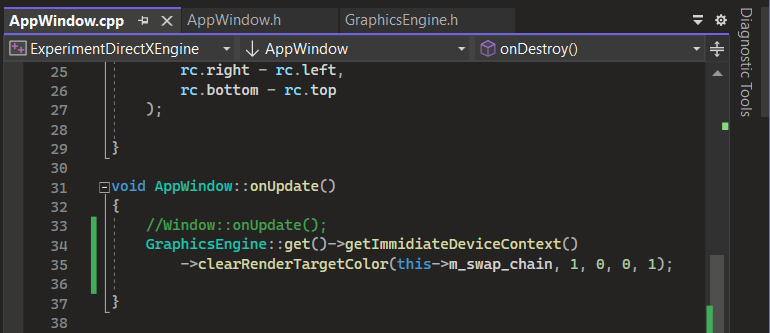 AppWindow.cpp AppWindow.h GraphicsEngine.h
ExperimentDirectXEngine AppWindow onDestroy()
Diagnostic Tools
25 rc.right - rc.left,
26 rc.bottom - rc.top
27 );
28
29 }
30
31 void AppWindow::onUpdate()
32 {
33 //Window::onUpdate();
34 GraphicsEngine::get()->getImmidiateDeviceContext()
35 ->clearRenderTargetColor(this->m_swap_chain, 1, 0, 0, 1);
36
37 }
38